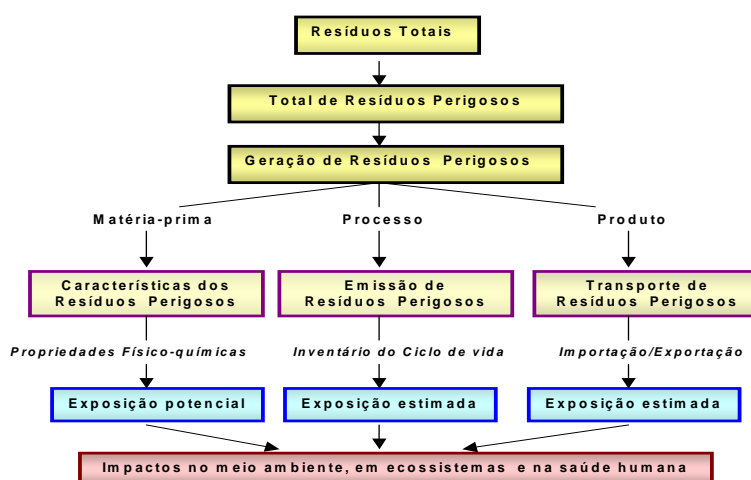 Resíduos Totais
Total de Resíduos Perigosos
Geração de Resíduos Perigosos
Matéria-prima
Processo
Produto
Características dos
Resíduos Perigosos
Emissão de
Resíduos Perigosos
Transporte de
Resíduos Perigosos
Propriedades Físico-químicas
Inventário do Ciclo de vida
Importação/Exportação
Exposição potencial
Exposição estimada
Exposição estimada
Impactos no meio ambiente, em ecossistemas e na saúde humana